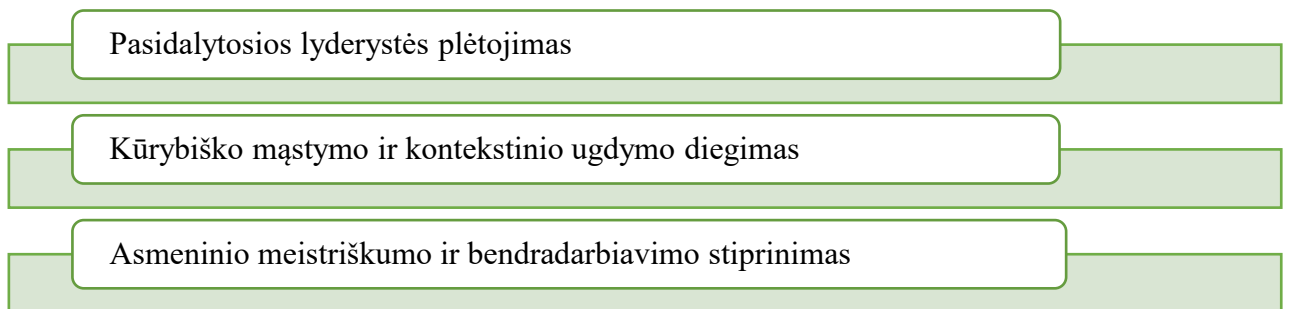 Pasidalytosios lyderystės plėtojimas
Kūrybiško mąstymo ir kontekstinio ugdymo diegimas
Asmeninio meistriškumo ir bendradarbiavimo stiprinimas